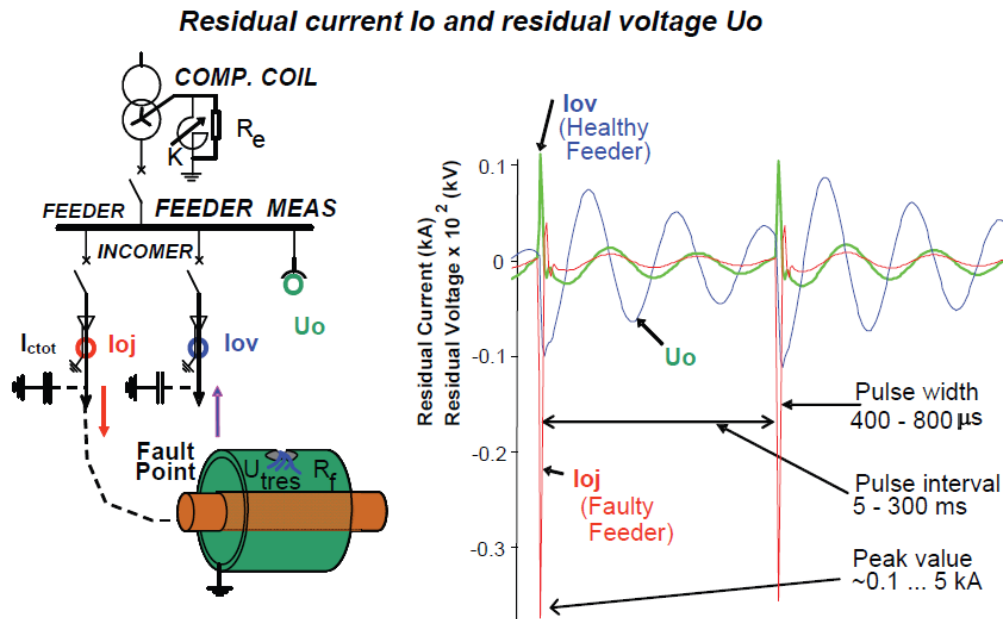 Residual current Io and residual voltage Uo
COMP. COIL
Re
K
FEEDER
FEEDER MEAS
INCOMER
Uo
Ictot
Ioj
Iov
Fault
Point
Utres
Rf
Residual Current (kA)
Residual Voltage x 10² (kV)
0.1
0
-0.1
-0.2
-0.3
Iov
(Healthy
Feeder)
Uo
Ioj
(Faulty
Feeder)
Pulse width
400 - 800 µs
Pulse interval
5 - 300 ms
Peak value
~0.1 ... 5 kA